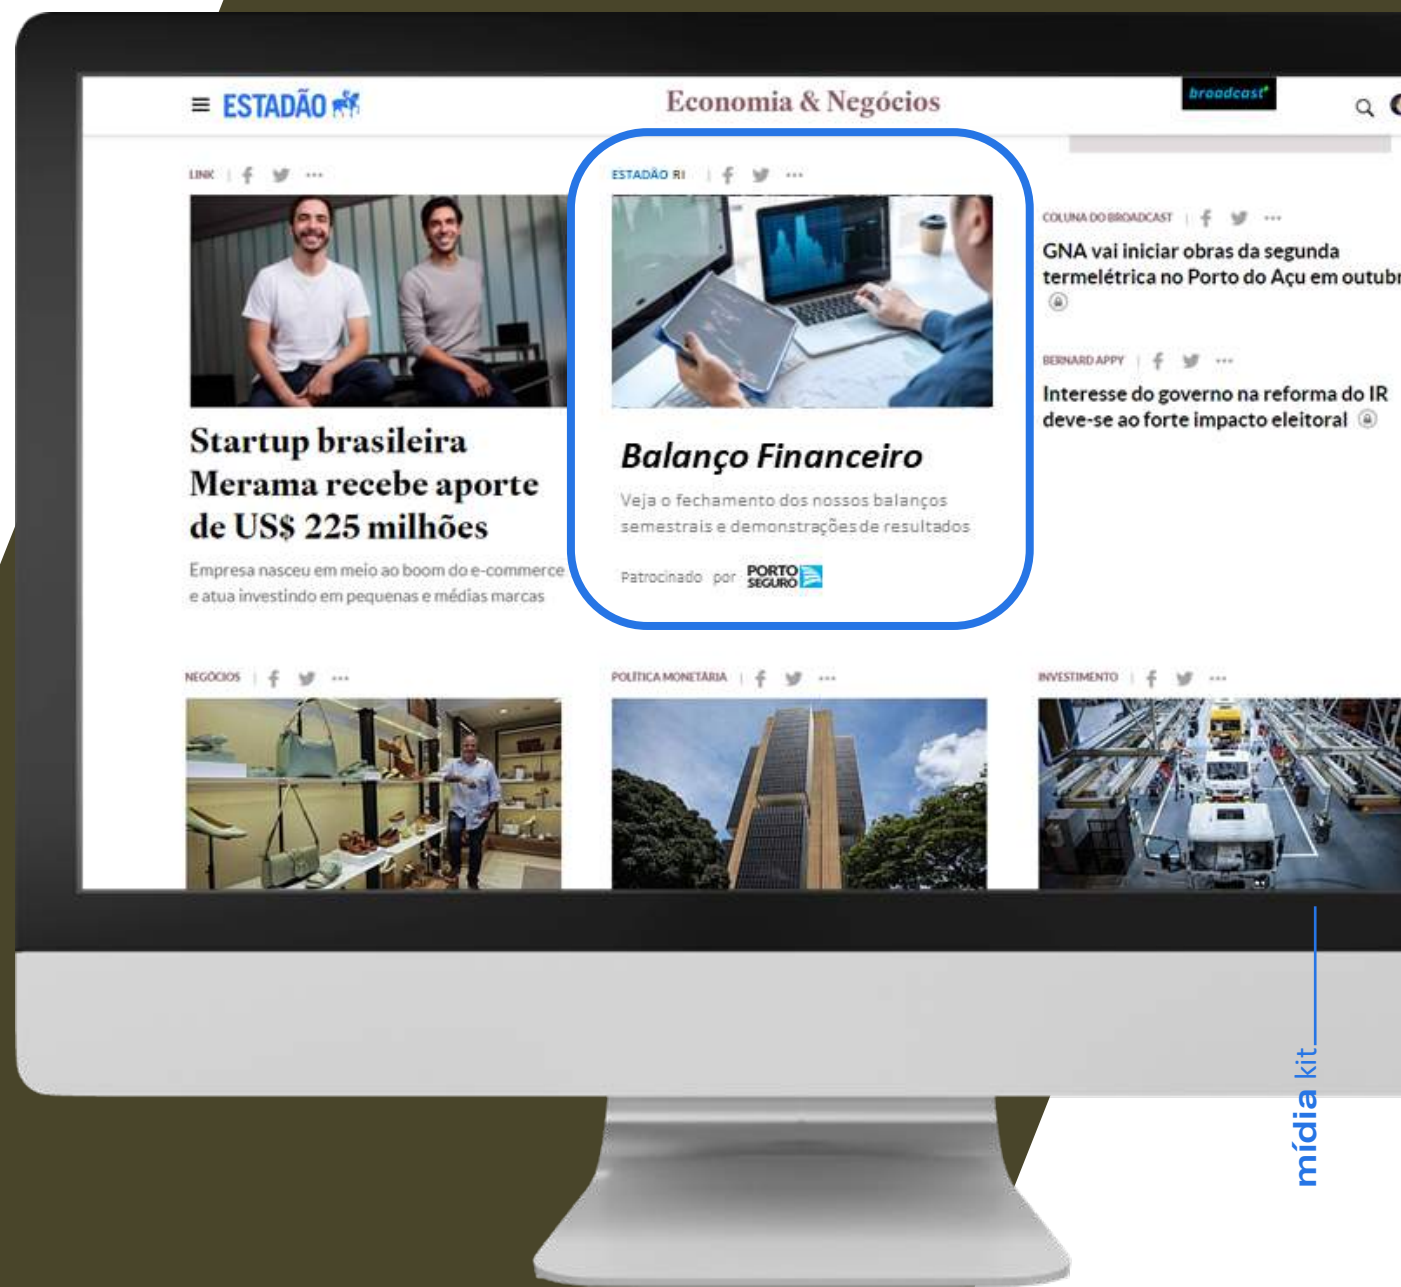 ESTADÃO
Economia & Negócios
broadcast
LINK
Startup brasileira
Merama recebe aporte
de US$ 225 milhões
Empresa nasceu em meio ao boom do e-commerce
e atua investindo em pequenas e médias marcas
ESTADÃO RI
Balanço Financeiro
Veja o fechamento dos nossos balanços
semestrais e demonstrações de resultados
Patrocinado por PORTO
SEGURO
COLUNA DO BROADCAST
GNA vai iniciar obras da segunda
termelétrica no Porto do Açu em outubr
BERNARD APPY
Interesse do governo na reforma do IR
deve-se ao forte impacto eleitoral
NEGÓCIOS
POLÍTICA MONETÁRIA
INVESTIMENTO
mídia kit